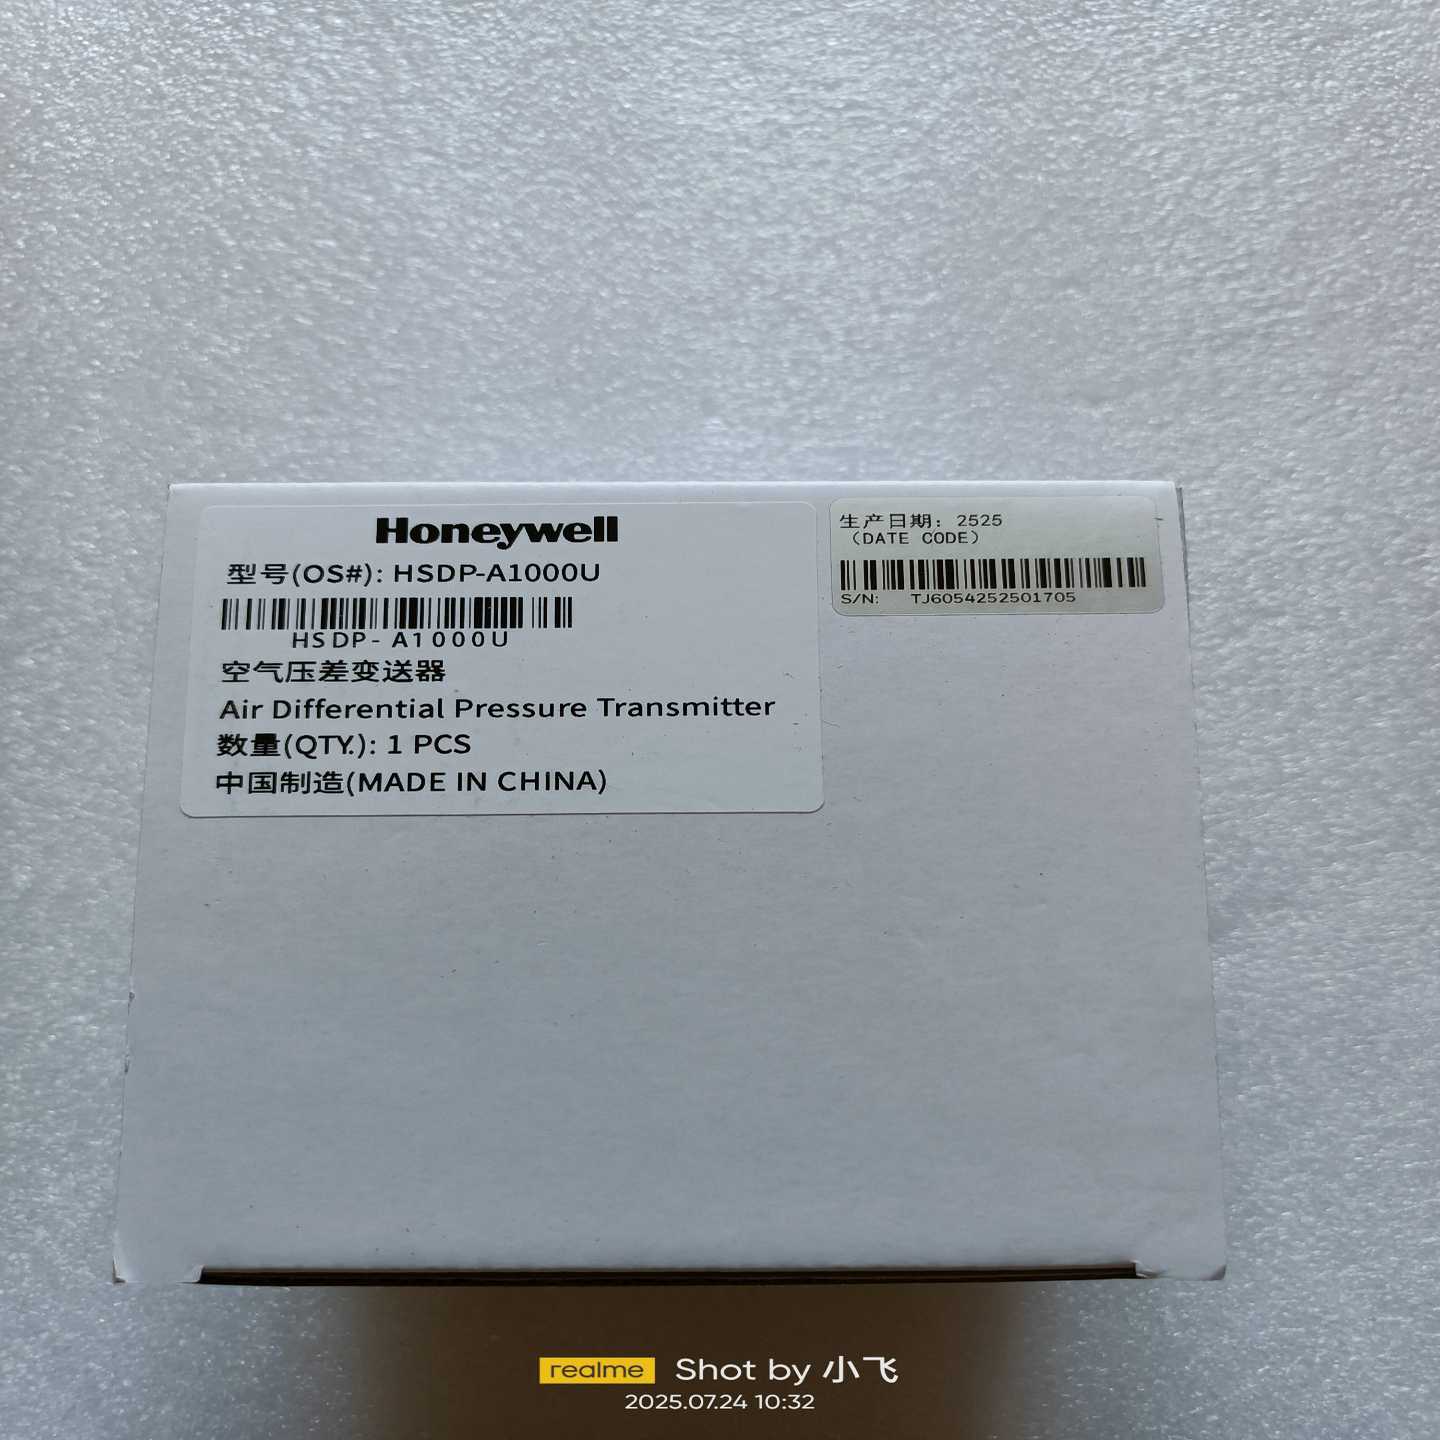 Honeywell
型号(OS#): HSDP-A1000U
HSDP- A1000U
空气压差变送器
Air Differential Pressure Transmitter
数量(QTY.): 1 PCS
中国制造(MADE IN CHINA)
生产日期: 2525
（DATE CODE）
S/N: TJ6054252501705
realme Shot by 小飞
2025.07.24 10:32